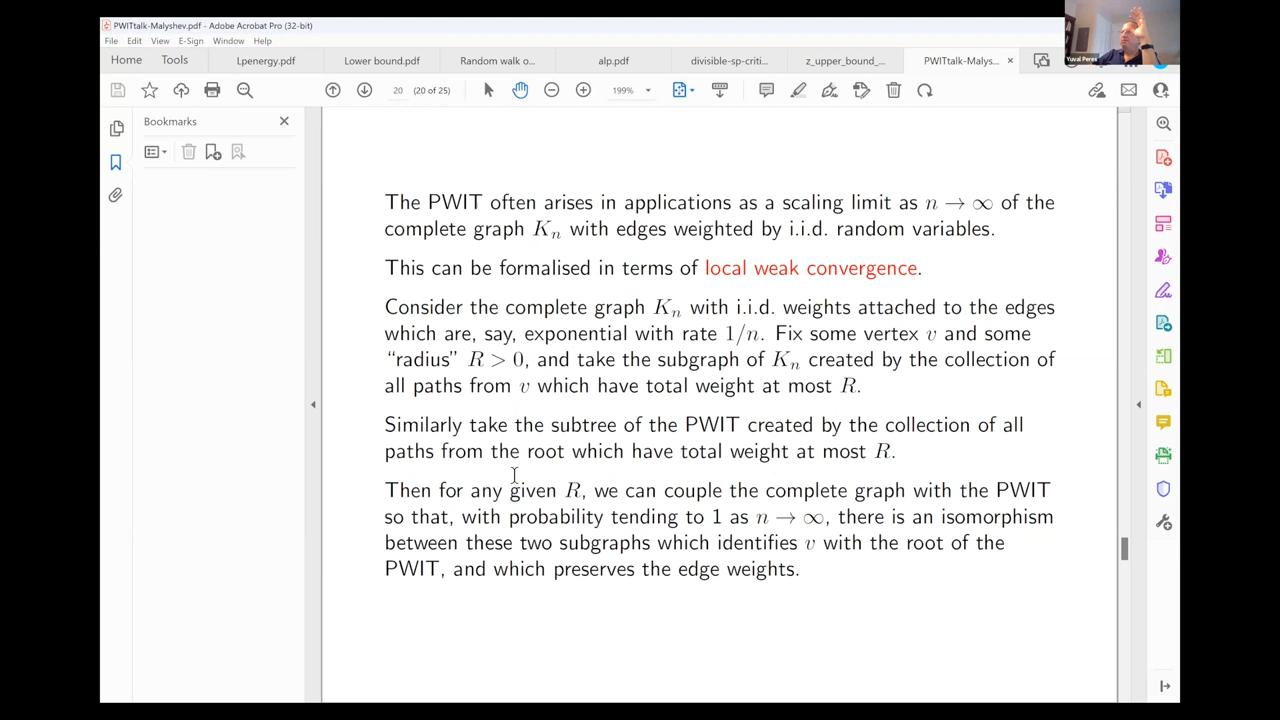 PWITtalk-Malyshev.pdf - Adobe Acrobat Pro (32-bit)
File Edit View E-Sign Window Help
Home Tools Lpenergy.pdf Lower bound.pdf Random walk o... alp.pdf divisible-sp-criti... z_upper_bound_... PWITtalk-Malys... ×
20 (20 of 25) 199%
Yuval Peres
Bookmarks
The PWIT often arises in applications as a scaling limit as n → ∞ of the
complete graph Kₙ with edges weighted by i.i.d. random variables.
This can be formalised in terms of local weak convergence.
Consider the complete graph Kₙ with i.i.d. weights attached to the edges
which are, say, exponential with rate 1/n. Fix some vertex v and some
“radius” R > 0, and take the subgraph of Kₙ created by the collection of
all paths from v which have total weight at most R.
Similarly take the subtree of the PWIT created by the collection of all
paths from the root which have total weight at most R.
Then for any given R, we can couple the complete graph with the PWIT
so that, with probability tending to 1 as n → ∞, there is an isomorphism
between these two subgraphs which identifies v with the root of the
PWIT, and which preserves the edge weights.